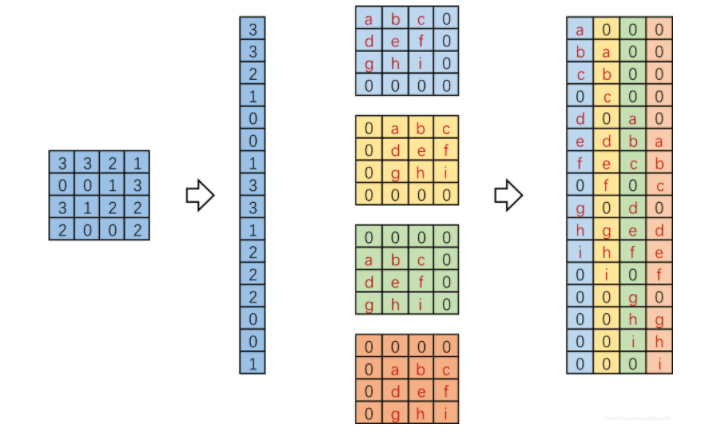 3 3 2 1
0 0 1 3
3 1 2 2
2 0 0 2
3
3
2
1
0
0
1
3
3
1
2
2
2
0
0
1
a b c 0
d e f 0
g h i 0
0 0 0 0
0 a b c
0 d e f
0 g h i
0 0 0 0
0 0 0 0
a b c 0
d e f 0
g h i 0
0 0 0 0
0 a b c
0 d e f
0 g h i
a 0 0 0
b a 0 0
c b 0 0
0 c 0 0
d 0 a 0
e d b a
f e c b
0 f 0 c
g 0 d 0
h g e d
i h f e
0 i 0 f
0 0 g 0
0 0 h g
0 0 i h
0 0 0 i